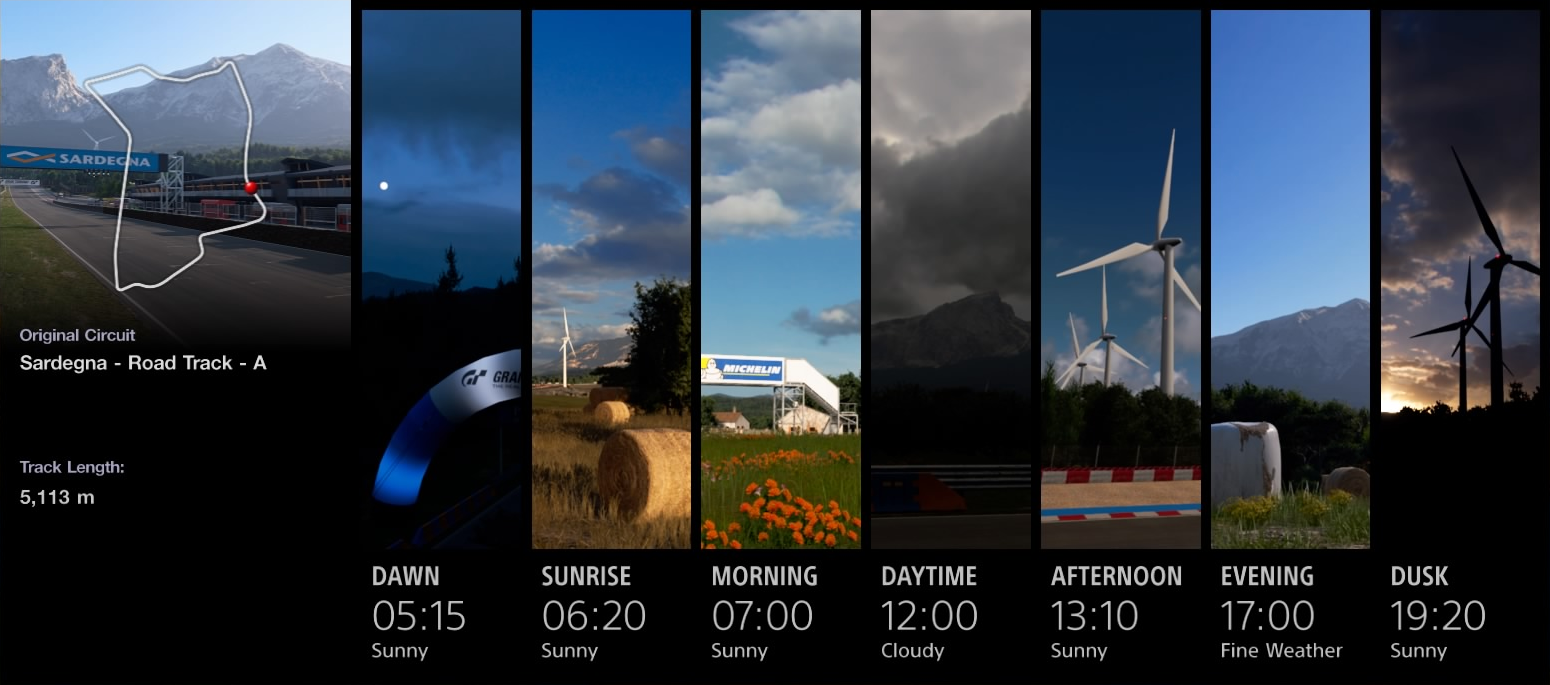 SARDEGNA
Original Circuit
Sardegna - Road Track - A
Track Length:
5,113 m
MICHELIN
DAWN
05:15
Sunny
SUNRISE
06:20
Sunny
MORNING
07:00
Sunny
DAYTIME
12:00
Cloudy
AFTERNOON
13:10
Sunny
EVENING
17:00
Fine Weather
DUSK
19:20
Sunny